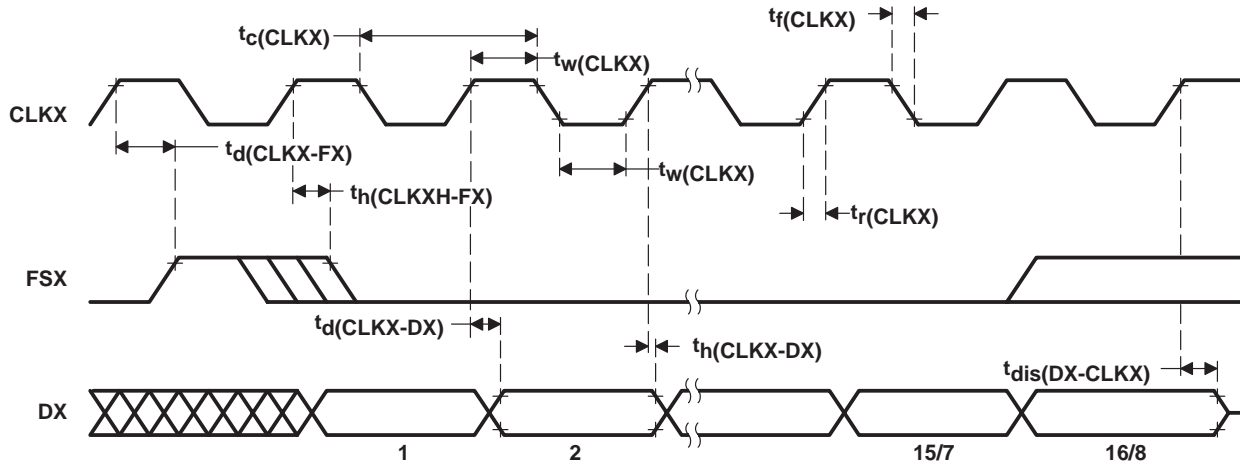 tf(CLKX)
tc(CLKX)
tw(CLKX)
CLKX
td(CLKX-FX)
tw(CLKX)
th(CLKXH-FX)
tr(CLKX)
FSX
td(CLKX-DX)
th(CLKX-DX)
tdis(DX-CLKX)
DX
1 2 15/7 16/8